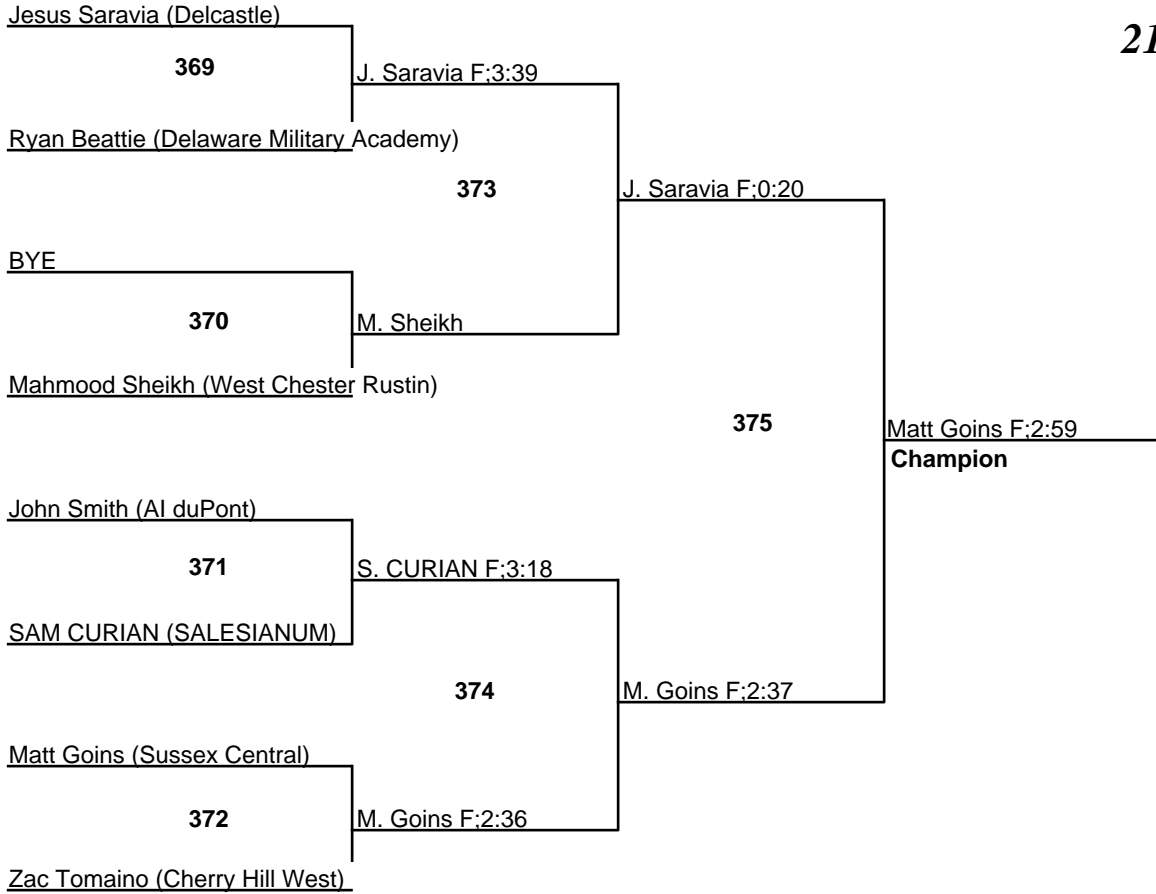 Jesus Saravia (Delcastle)
21
369
J. Saravia F;3:39
Ryan Beattie (Delaware Military Academy)
373
J. Saravia F;0:20
BYE
370
M. Sheikh
Mahmood Sheikh (West Chester Rustin)
375
Matt Goins F;2:59
Champion
John Smith (AI duPont)
371
S. CURIAN F;3:18
SAM CURIAN (SALESIANUM)
374
M. Goins F;2:37
Matt Goins (Sussex Central)
372
M. Goins F;2:36
Zac Tomaino (Cherry Hill West)